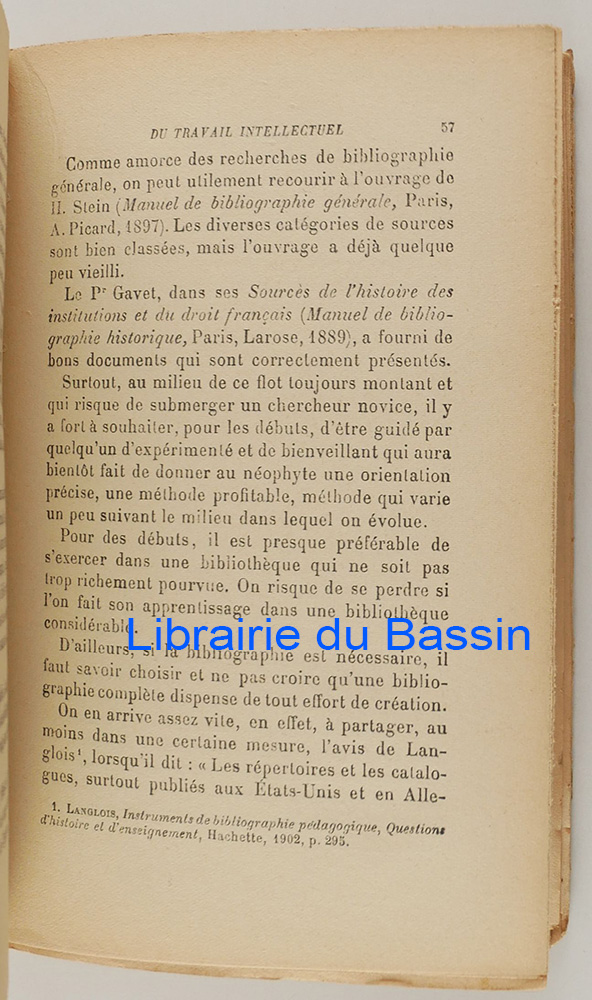 DU TRAVAIL INTELLECTUEL 57
Comme amorce des recherches de bibliographie
générale, on peut utilement recourir à l'ouvrage de
H. Stein (Manuel de bibliographie générale, Paris,
A. Picard, 1897). Les diverses catégories de sources
sont bien classées, mais l'ouvrage a déjà quelque
peu vieilli.
Le Pr Gavet, dans ses Sources de l'histoire des
institutions et du droit français (Manuel de biblio-
graphie historique, Paris, Larose, 1889), a fourni de
bons documents qui sont correctement présentés.
Surtout, au milieu de ce flot toujours montant et
qui risque de submerger un chercheur novice, il y
a fort à souhaiter, pour les débuts, d'être guidé par
quelqu'un d'expérimenté et de bienveillant qui aura
bientôt fait de donner au néophyte une orientation
précise, une méthode profitable, méthode qui varie
un peu suivant le milieu dans lequel on évolue.
Pour des débuts, il est presque préférable de
s'exercer dans une bibliothèque qui ne soit pas
trop richement pourvue. On risque de se perdre si
l'on fait son apprentissage dans une bibliothèque
considérable.
Librairie du Bassin
D'ailleurs, si la bibliographie est nécessaire, il
faut savoir choisir et ne pas croire qu'une biblio-
graphie complète dispense de tout effort de création.
On en arrive assez vite, en effet, à partager, au
moins dans une certaine mesure, l'avis de Lan-
glois1, lorsqu'il dit : « Les répertoires et les catalo-
gues, surtout publiés aux États-Unis et en Alle-
1. LANGLOIS, Instruments de bibliographie pédagogique, Questions
d'histoire et d'enseignement, Hachette, 1902, p. 295.